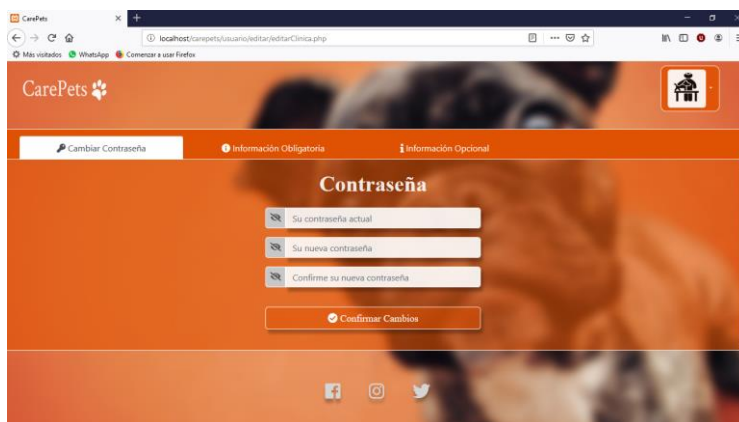 CarePets
localhost/carepets/usuario/editar/editarClinica.php
Más visitados WhatsApp Comenzar a usar Firefox
CarePets
Cambiar Contraseña Información Obligatoria Información Opcional
Contraseña
Su contraseña actual
Su nueva contraseña
Confirme su nueva contraseña
Confirmar Cambios